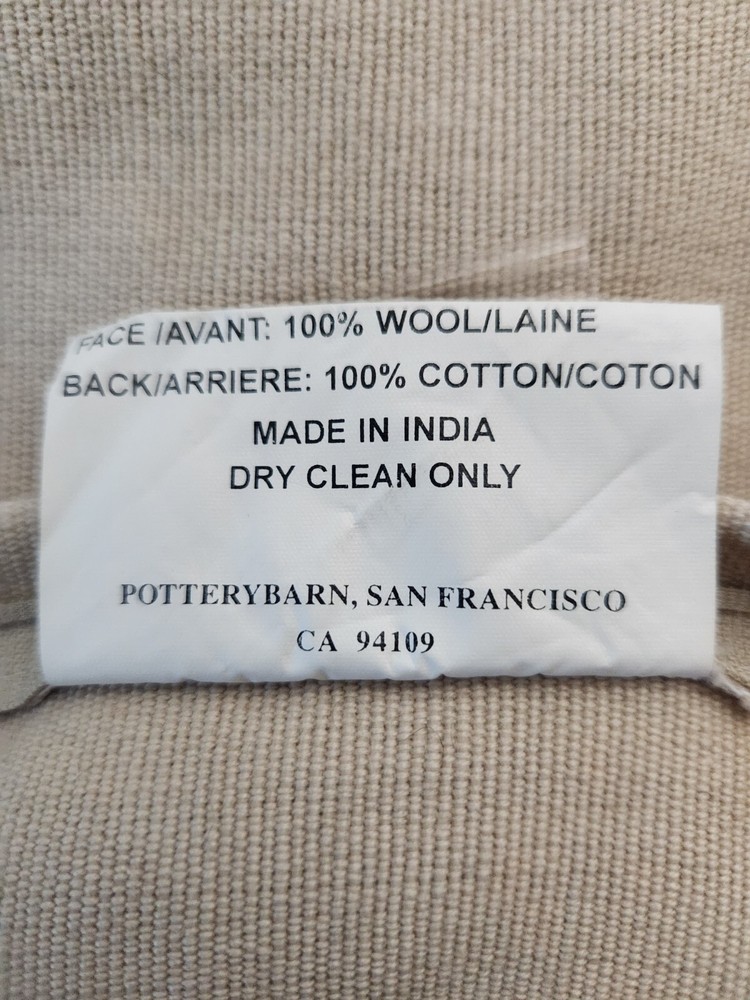 FACE /AVANT: 100% WOOL/LAINE
BACK/ARRIERE: 100% COTTON/COTON
MADE IN INDIA
DRY CLEAN ONLY
POTTERYBARN, SAN FRANCISCO
CA 94109